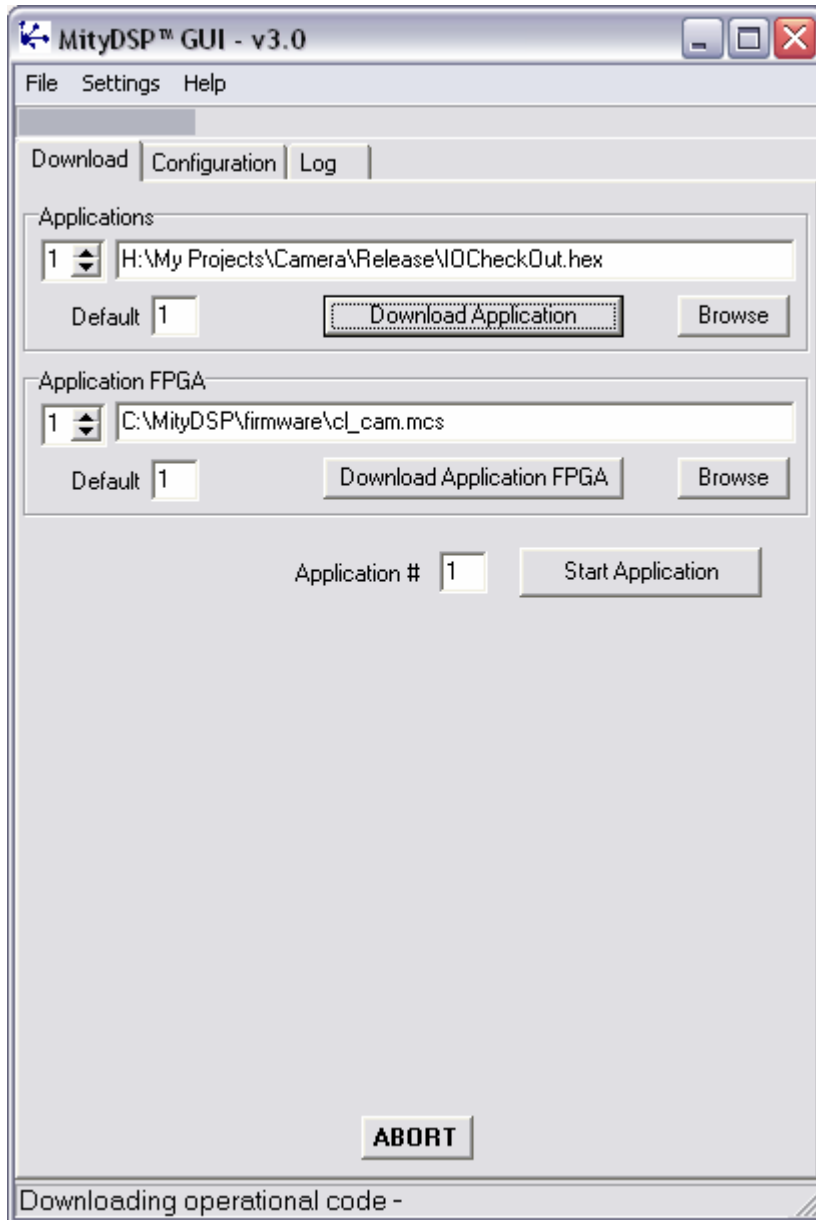 MityDSP™ GUI - v3.0
File Settings Help
Download Configuration Log
Applications
1 H:\My Projects\Camera\Release\IOCheckOut.hex
Default 1 Download Application Browse
Application FPGA
1 C:\MityDSP\firmware\cl_cam.mcs
Default 1 Download Application FPGA Browse
Application # 1 Start Application
ABORT
Downloading operational code -